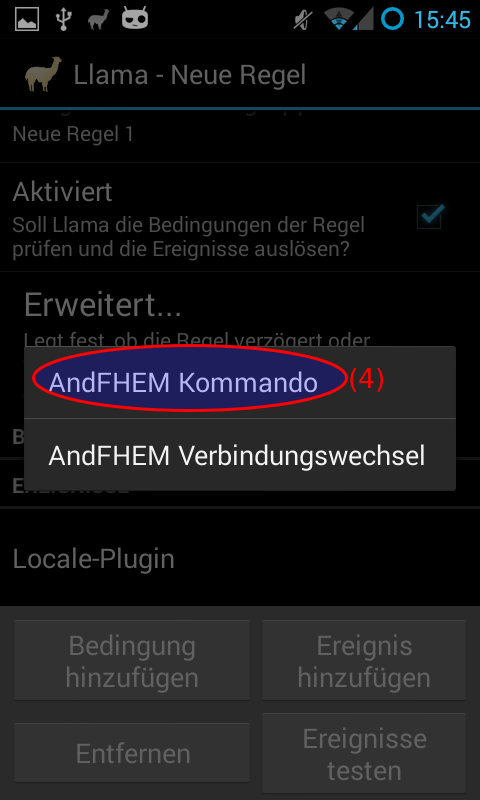 15:45
Llama - Neue Regel
Neue Regel 1
Aktiviert
Soll Llama die Bedingungen der Regel
prüfen und die Ereignisse auslösen?
Erweitert...
Legt fest, ob die Regel verzögert oder
AndFHEM Kommando (4)
AndFHEM Verbindungswechsel
Locale-Plugin
Bedingung
hinzufügen
Ereignis
hinzufügen
Entfernen
Ereignisse
testen